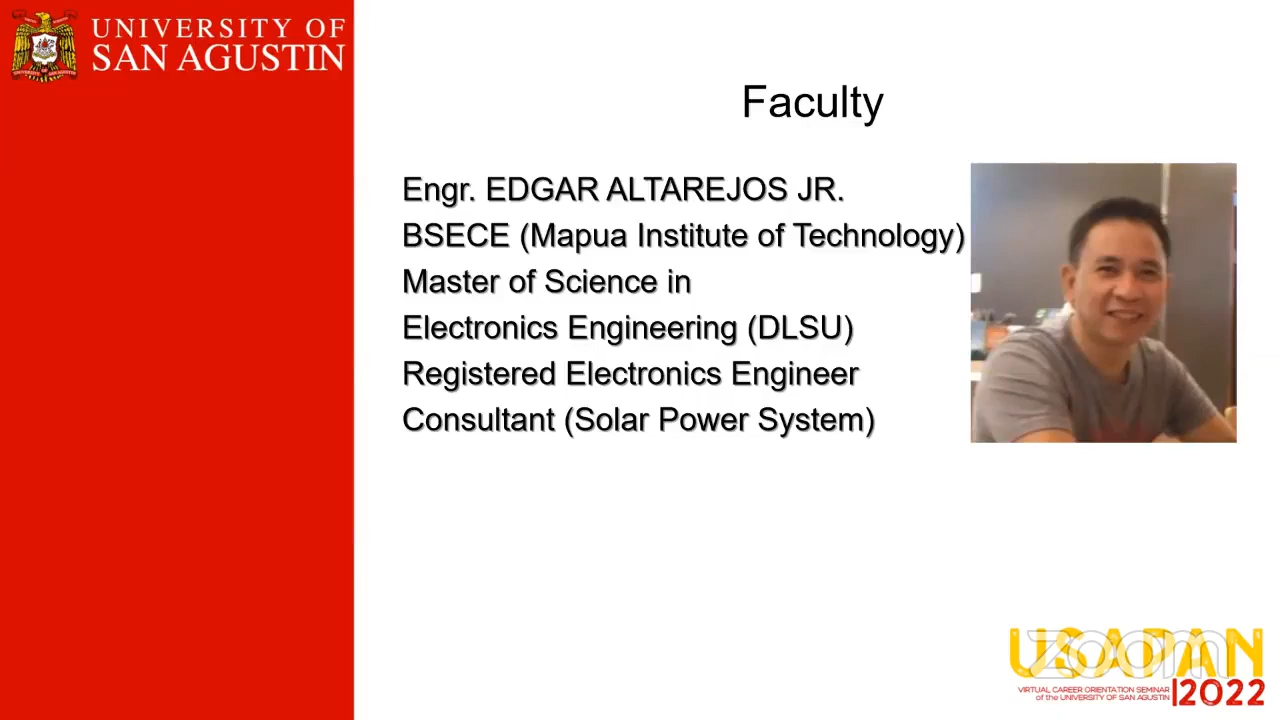 UNIVERSITY OF
SAN AGUSTIN
Faculty
Engr. EDGAR ALTAREJOS JR.
BSECE (Mapua Institute of Technology)
Master of Science in
Electronics Engineering (DLSU)
Registered Electronics Engineer
Consultant (Solar Power System)
USAPAN
zoom
VIRTUAL CAREER ORIENTATION SEMINAR
of the UNIVERSITY OF SAN AGUSTIN
|2022